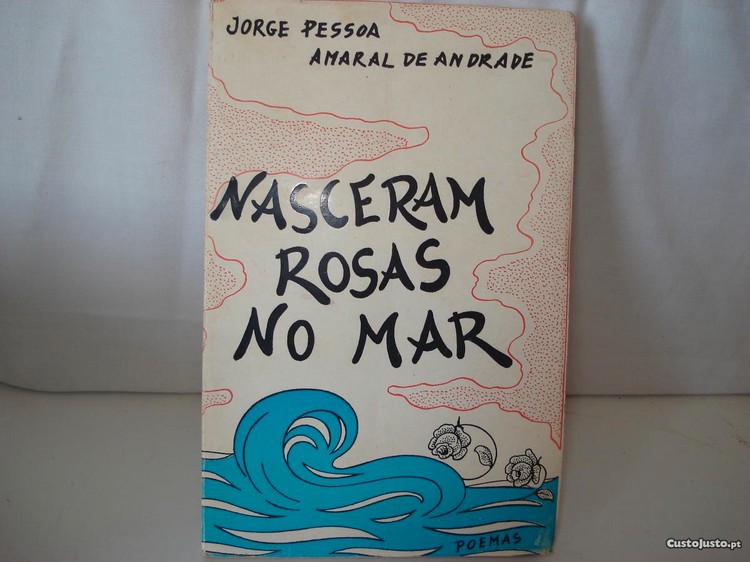 JORGE PESSOA
AMARAL DE ANDRADE
NASCERAM
ROSAS
NO MAR
POEMAS
CustoJusto.pt